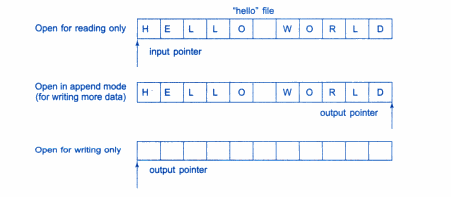 "hello" file
Open for reading only
H E L L O W O R L D
input pointer
Open in append mode
(for writing more data)
H E L L O W O R L D
output pointer
Open for writing only
output pointer